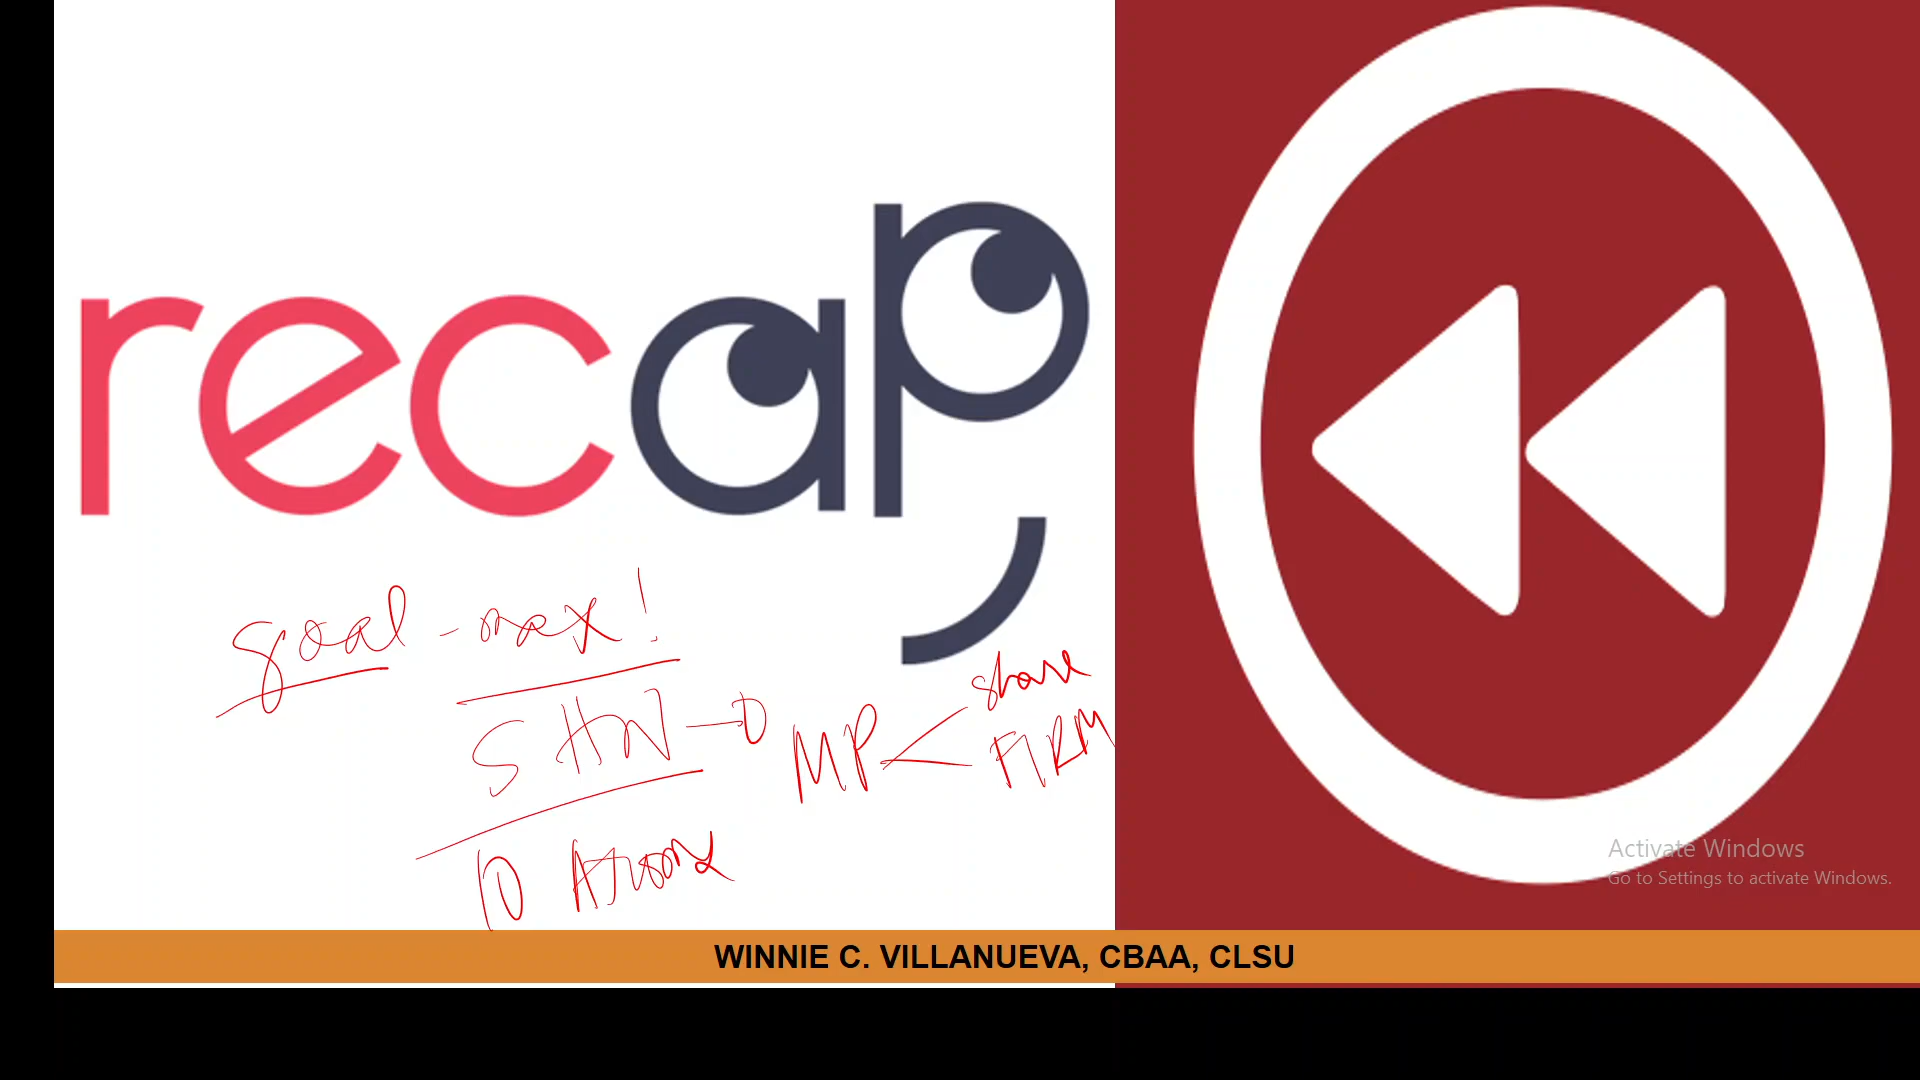 recap
goal - max!
SHW → MP < share
FIRM
10
WINNIE C. VILLANUEVA, CBAA, CLSU
Activate Windows
Go to Settings to activate Windows.